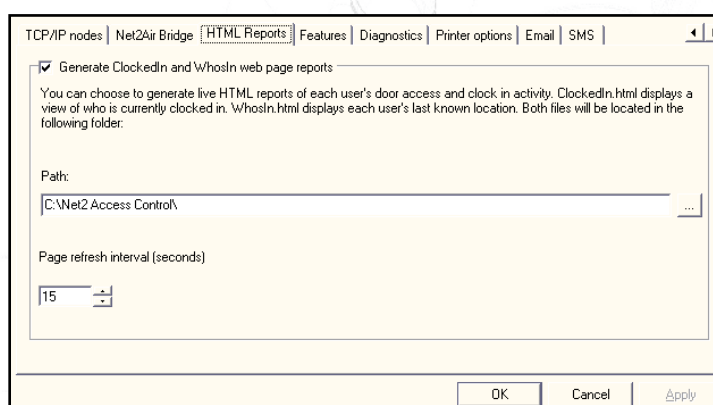 TCP/IP nodes Net2Air Bridge HTML Reports Features Diagnostics Printer options Email SMS
Generate ClockedIn and WhosIn web page reports
You can choose to generate live HTML reports of each user's door access and clock in activity. ClockedIn.html displays a
view of who is currently clocked in. WhosIn.html displays each user's last known location. Both files will be located in the
following folder:
Path:
C:\Net2 Access Control\
...
Page refresh interval (seconds)
15
OK Cancel Apply